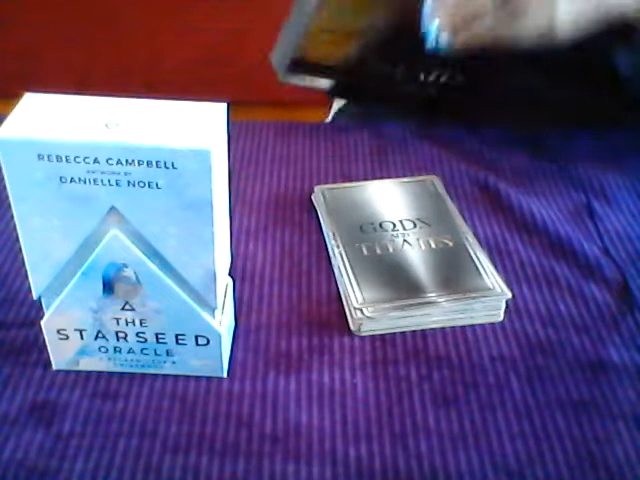 REBECCA CAMPBELL
ARTWORK BY
DANIELLE NOEL
THE
STARSEED
ORACLE
GODS
AND
TITANS